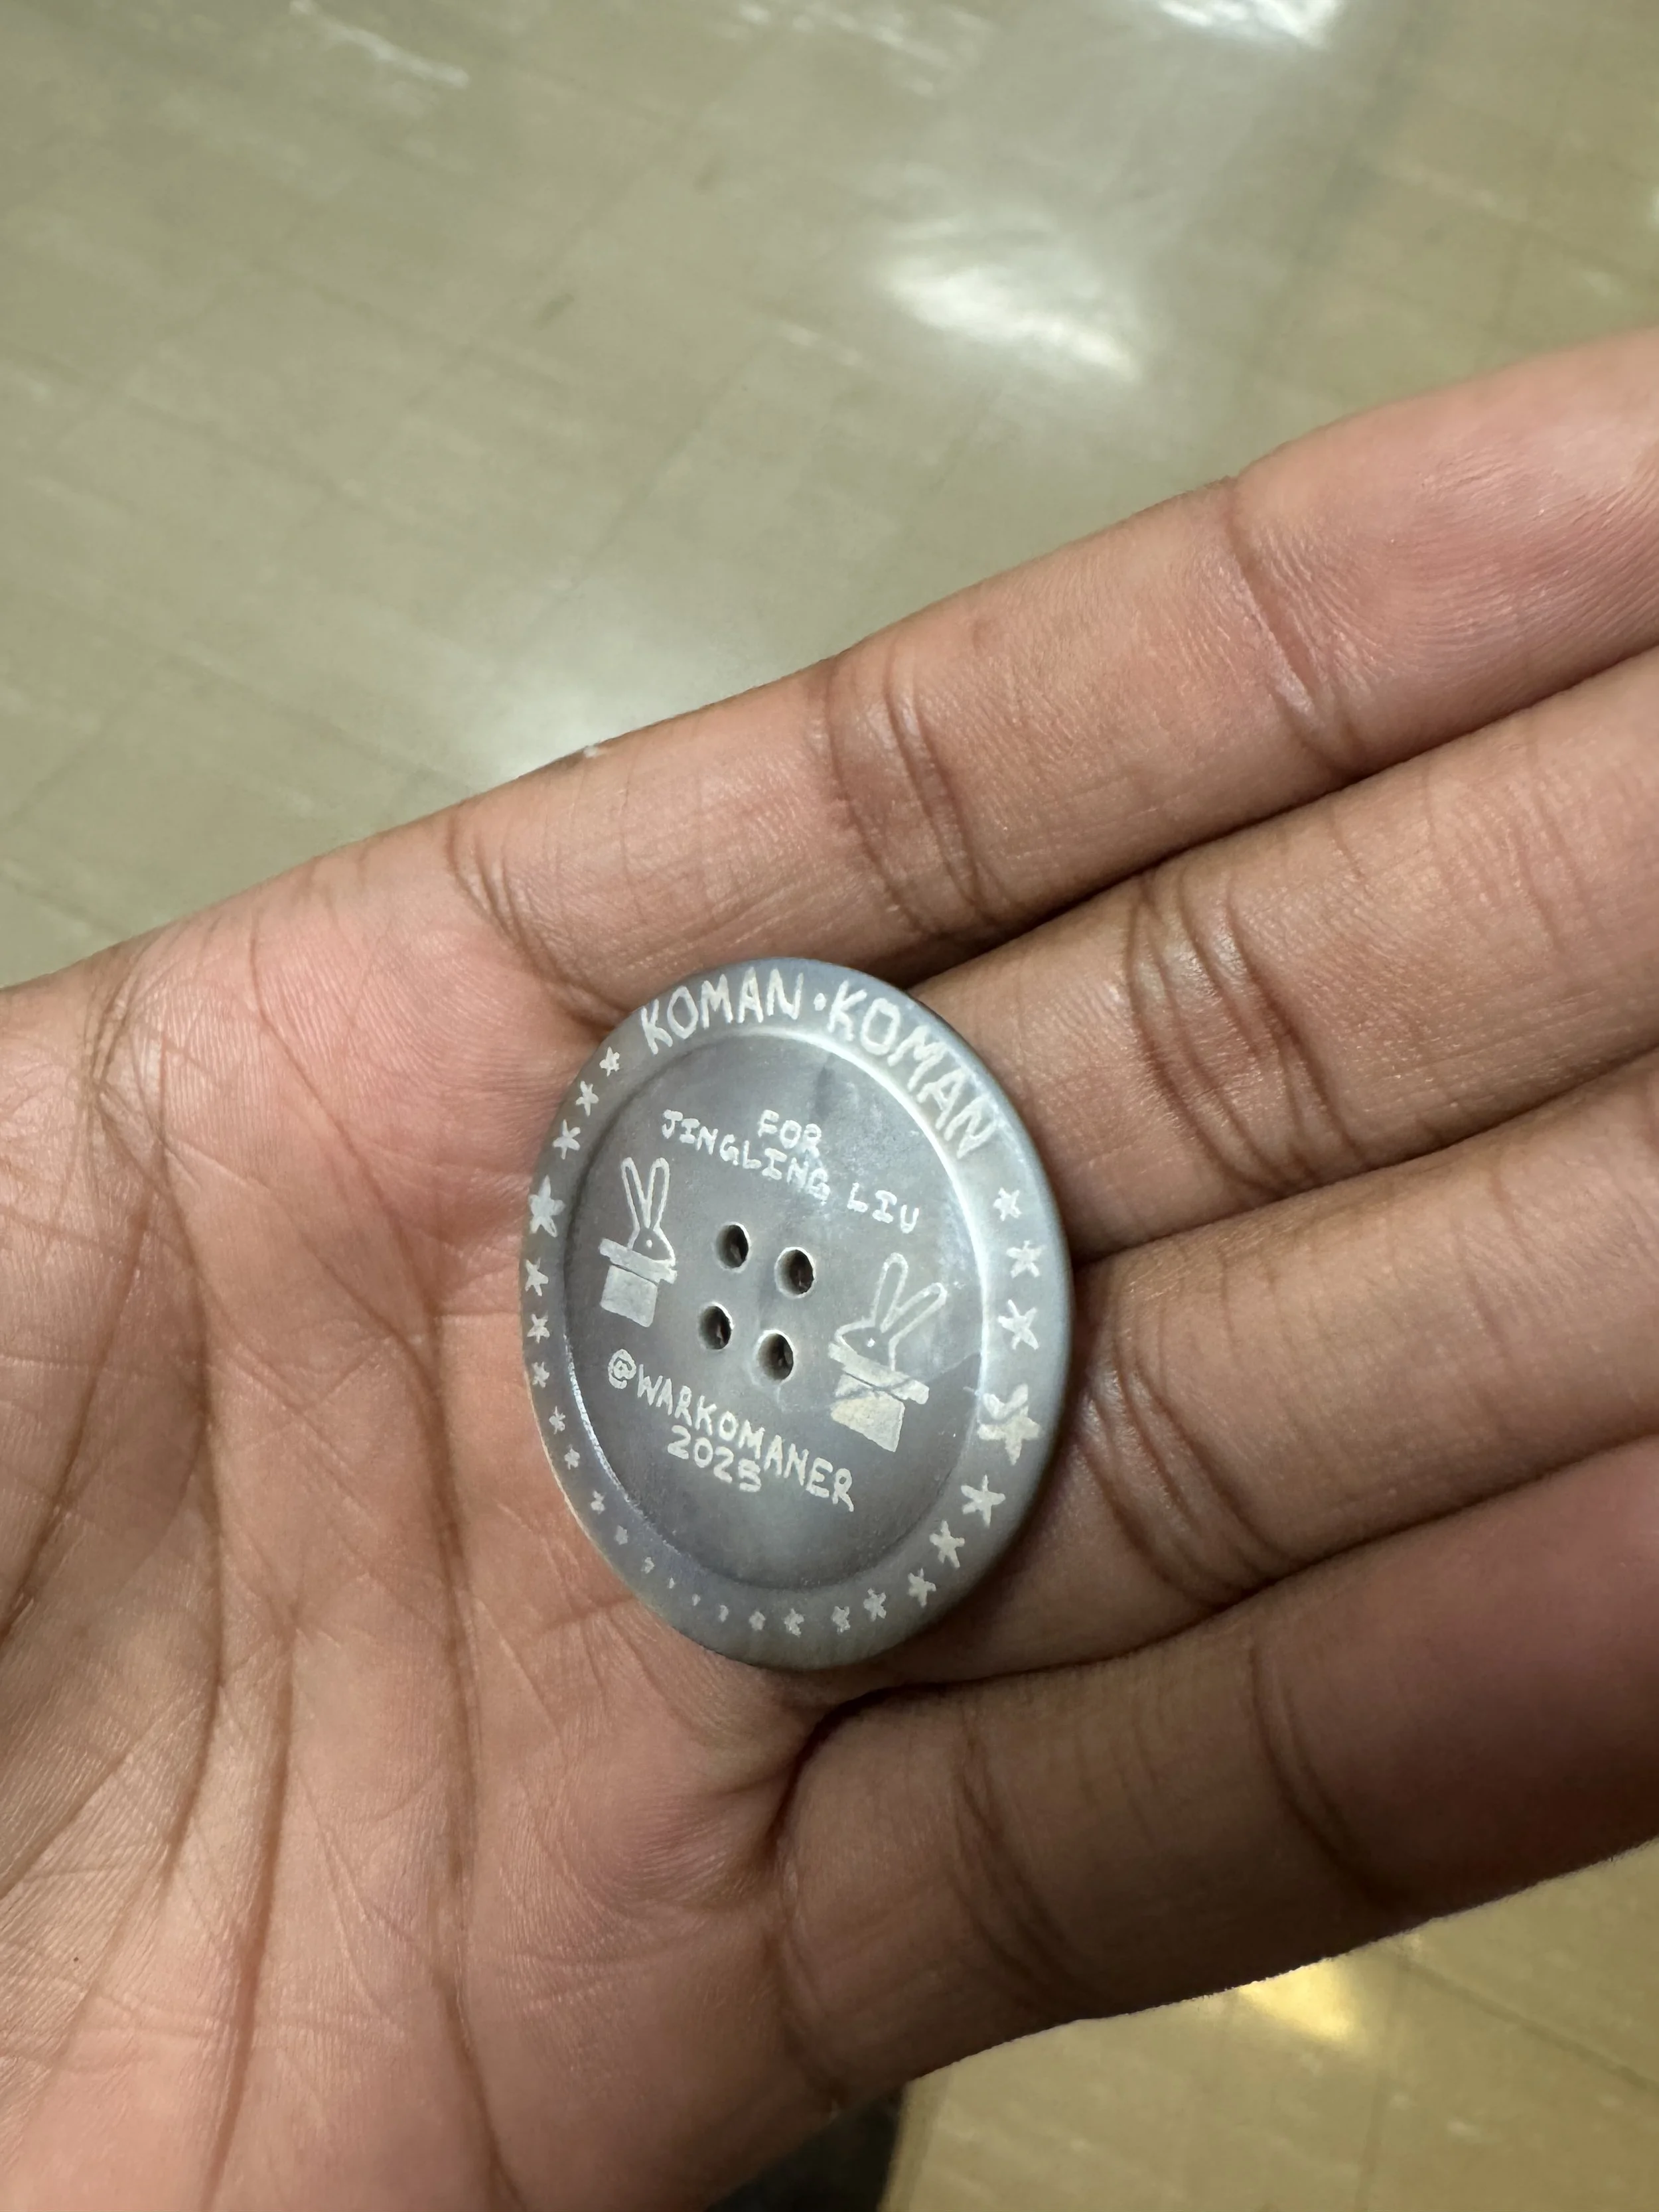 KOMAN·KOMAN
FOR
JINGLING LIU
@WARKOMANER
2025